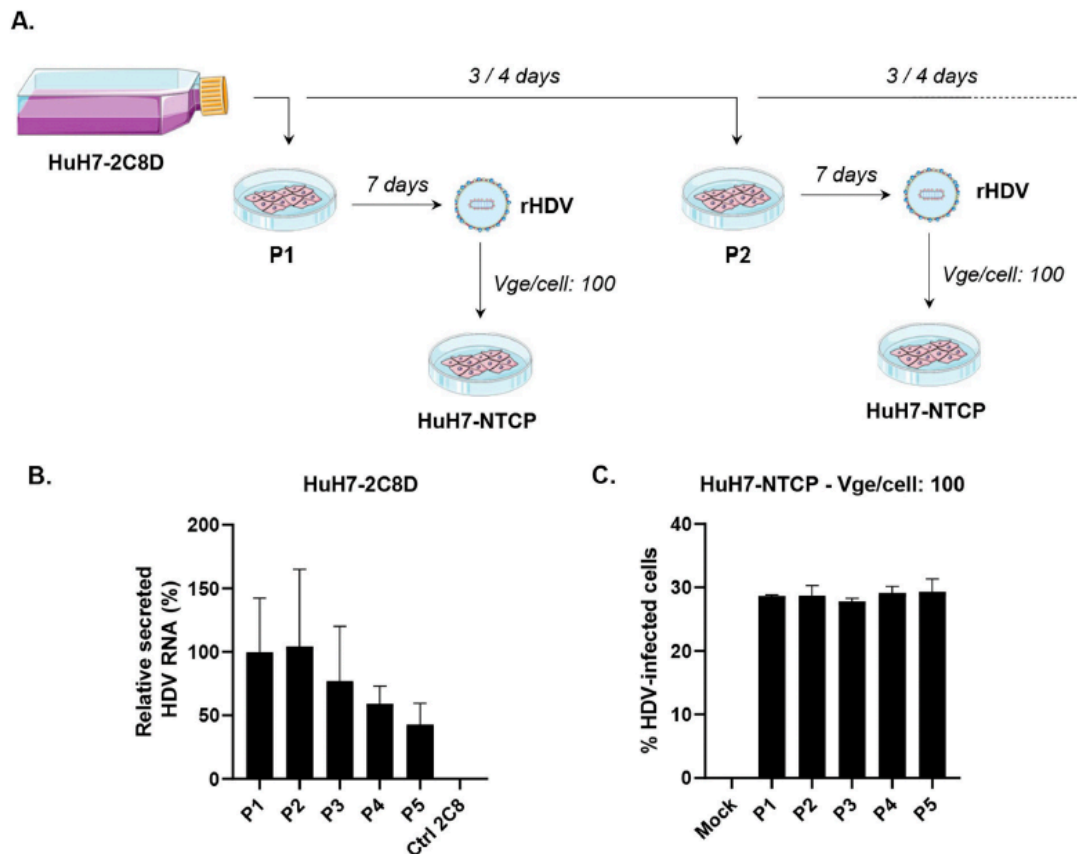 A.
3 / 4 days
3 / 4 days
HuH7-2C8D
7 days
rHDV
7 days
rHDV
P1
P2
Vge/cell: 100
Vge/cell: 100
HuH7-NTCP
HuH7-NTCP
B.
HuH7-2C8D
Relative secreted
HDV RNA (%)
200
150
100
50
0
P1
P2
P3
P4
P5
Ctrl 2C8
C.
HuH7-NTCP - Vge/cell: 100
% HDV-infected cells
40
30
20
10
0
Mock
P1
P2
P3
P4
P5